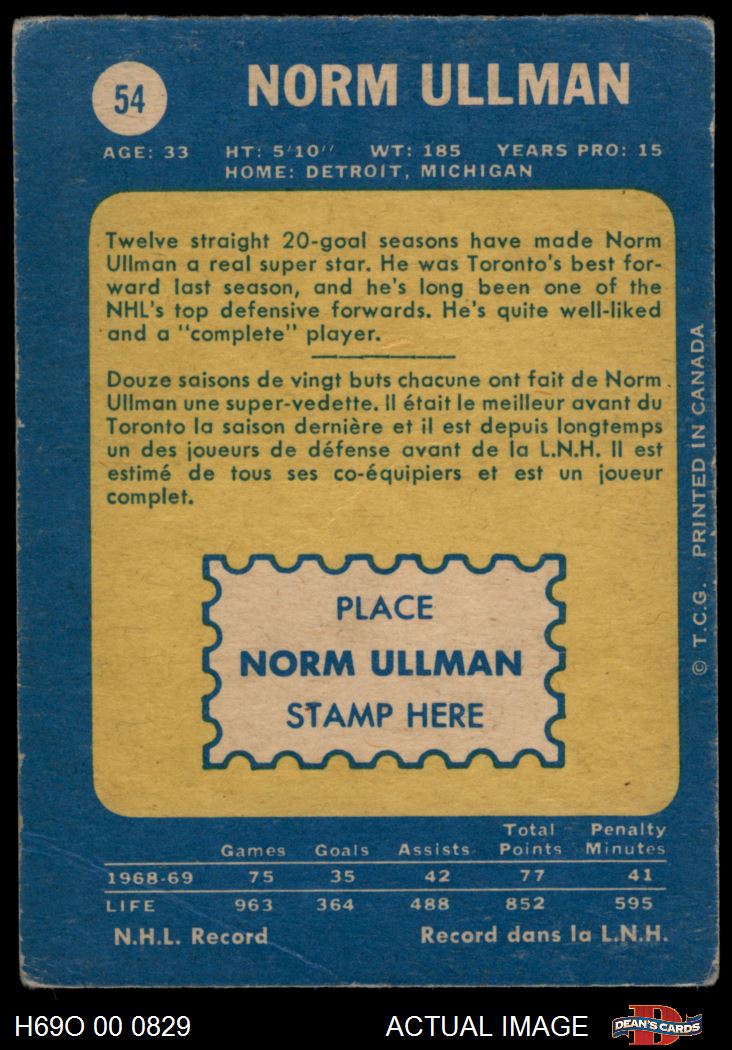 54
NORM ULLMAN
AGE: 33 HT: 5'10'' WT: 185 YEARS PRO: 15
HOME: DETROIT, MICHIGAN
Twelve straight 20-goal seasons have made Norm
Ullman a real super star. He was Toronto's best for-
ward last season, and he's long been one of the
NHL's top defensive forwards. He's quite well-liked
and a "complete" player.
Douze saisons de vingt buts chacune ont fait de Norm
Ullman une super-vedette. Il était le meilleur avant du
Toronto la saison dernière et il est depuis longtemps
un des joueurs de défense avant de la L.N.H. Il est
estimé de tous ses co-équipiers et est un joueur
complet.
PLACE
NORM ULLMAN
STAMP HERE
© T.C.G. PRINTED IN CANADA
Total Penalty
Games Goals Assists Points Minutes
1968-69 75 35 42 77 41
LIFE 963 364 488 852 595
N.H.L. Record Record dans la L.N.H.
H69O 00 0829 ACTUAL IMAGE
D
DEAN'S CARDS